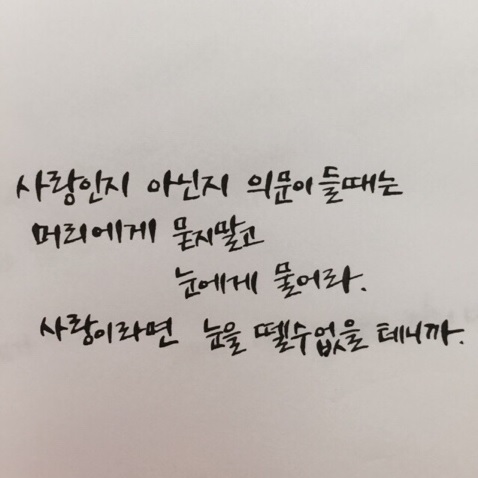 사랑인지 아닌지 의문이 들때는
머리에게 묻지말고
눈에게 물어라.
사랑이라면 눈을 뗄수없을 테니까.